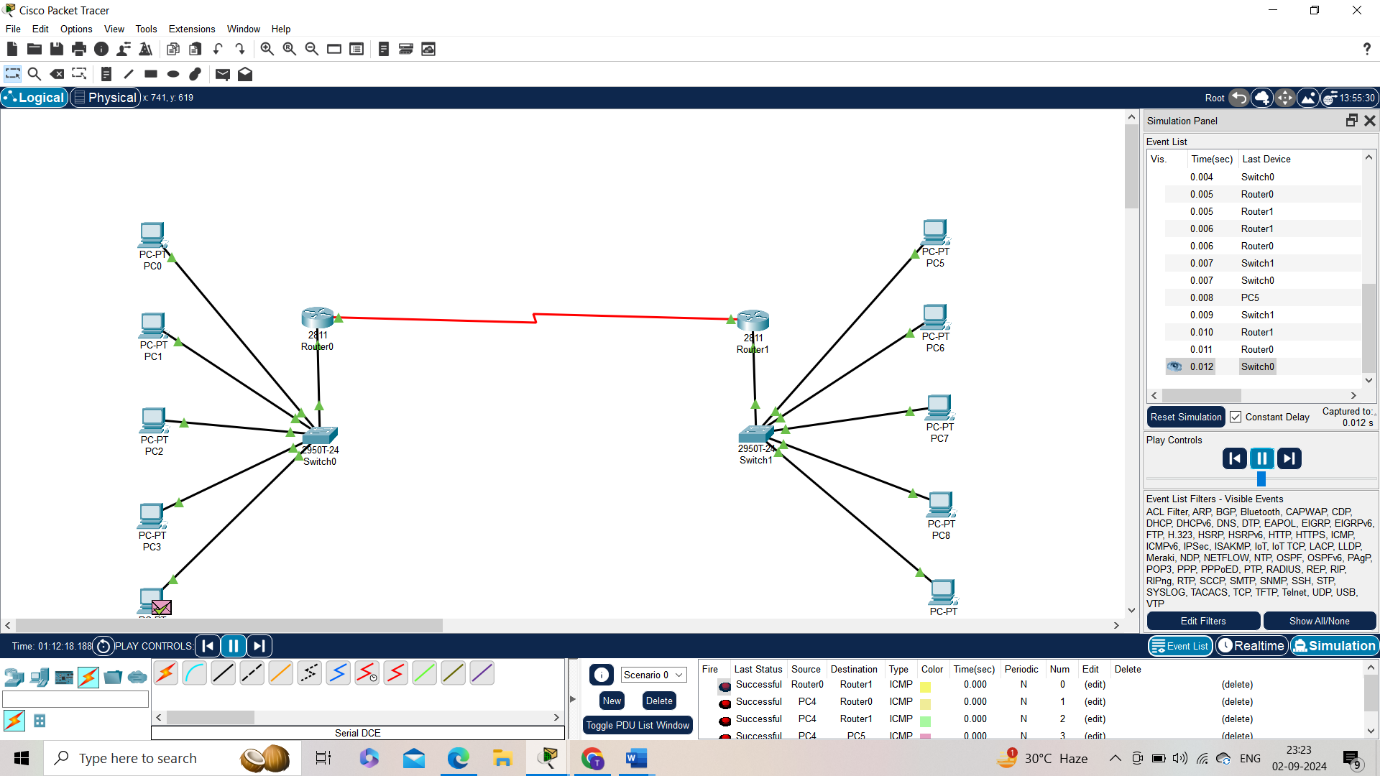 Cisco Packet Tracer
File Edit Options View Tools Extensions Window Help
?
Logical Physical x: 741, y: 619 Root 13:55:30
Simulation Panel
Event List
Vis. Time(sec) Last Device
0.004 Switch0
0.005 Router0
0.005 Router1
0.006 Router1
0.006 Router0
0.007 Switch1
0.007 Switch0
0.008 PC5
0.009 Switch1
0.010 Router1
0.011 Router0
0.012 Switch0
Reset Simulation Constant Delay Captured to:
0.012 s
Play Controls
Event List Filters - Visible Events
ACL Filter, ARP, BGP, Bluetooth, CAPWAP, CDP,
DHCP, DHCPv6, DNS, DTP, EAPOL, EIGRP, EIGRPv6,
FTP, H.323, HSRP, HSRPv6, HTTP, HTTPS, ICMP,
ICMPv6, IPSec, ISAKMP, IoT, IoT TCP, LACP, LLDP,
Meraki, NDP, NETFLOW, NTP, OSPF, OSPFv6, PAgP,
POP3, PPP, PPPoED, PTP, RADIUS, REP, RIP,
RIPng, RTP, SCCP, SMTP, SNMP, SSH, STP,
SYSLOG, TACACS, TCP, TFTP, Telnet, UDP, USB,
VTP
Edit Filters Show All/None
PC-PT
PC0
PC-PT
PC1
PC-PT
PC2
PC-PT
PC3
2811
Router0
2950T-24
Switch0
2811
Router1
2950T-24
Switch1
PC-PT
PC5
PC-PT
PC6
PC-PT
PC7
PC-PT
PC8
PC-PT
Time: 01:12:18.188 PLAY CONTROLS: Event List Realtime Simulation
Scenario 0
New Delete
Toggle PDU List Window
Serial DCE
Fire Last Status Source Destination Type Color Time(sec) Periodic Num Edit Delete
Successful Router0 Router1 ICMP 0.000 N 0 (edit) (delete)
Successful PC4 Router0 ICMP 0.000 N 1 (edit) (delete)
Successful PC4 Router1 ICMP 0.000 N 2 (edit) (delete)
Successful PC4 PC5 ICMP 0.000 N 3 (edit) (delete)
Type here to search
1 30°C Haze ENG 23:23
02-09-2024 9